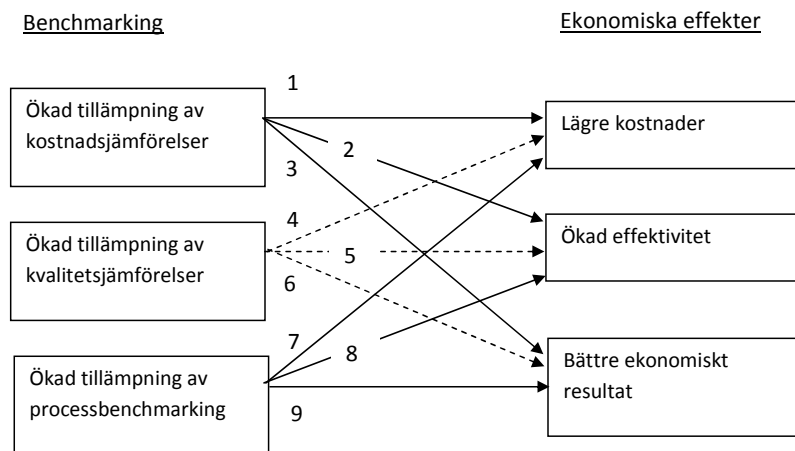 Benchmarking
Ekonomiska effekter
1
Ökad tillämpning av
kostnadsjämförelser
Lägre kostnader
2
3
4
Ökad tillämpning av
kvalitetsjämförelser
5
Ökad effektivitet
6
7
8
Ökad tillämpning av
processbenchmarking
Bättre ekonomiskt
resultat
9